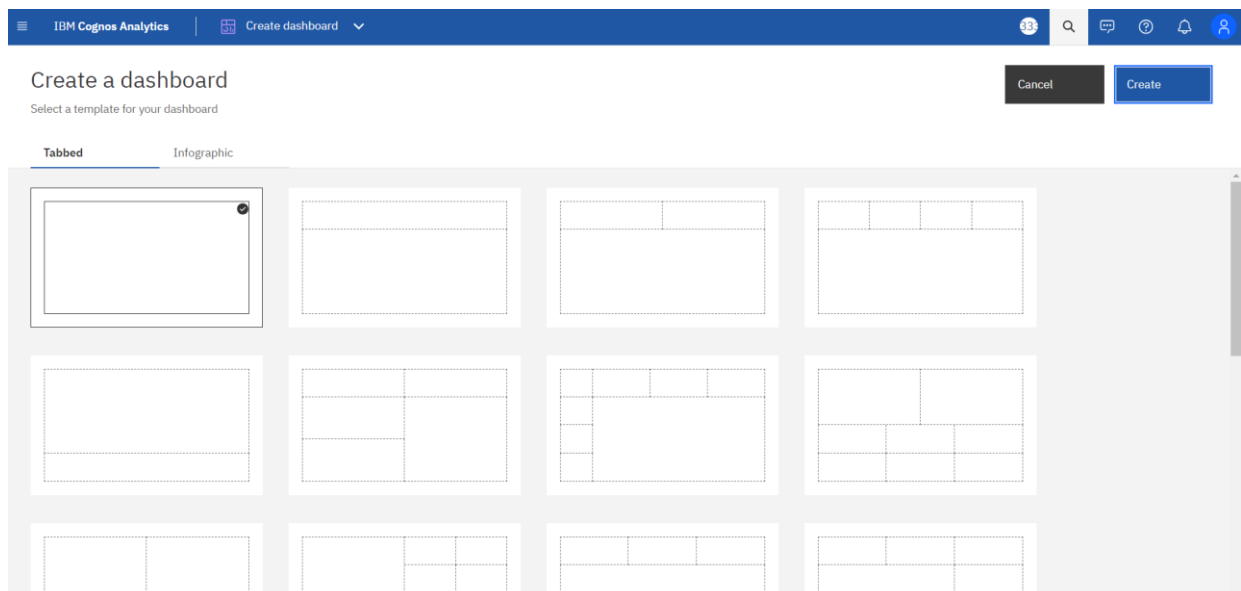 IBM Cognos Analytics
Create dashboard
Create a dashboard
Cancel
Create
Select a template for your dashboard
Tabbed
Infographic